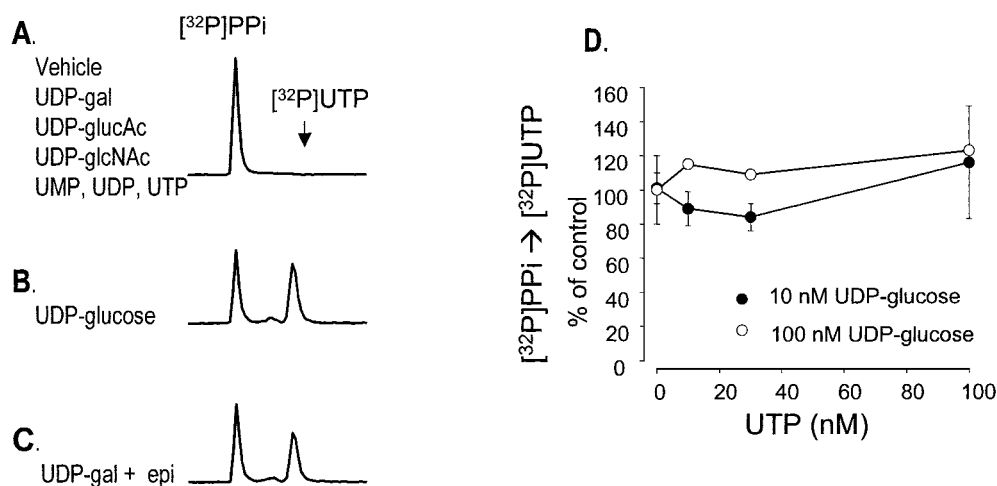 A.
[³²P]PPi
Vehicle
UDP-gal
UDP-glucAc
UDP-glcNAc
UMP, UDP, UTP
[³²P]UTP
B.
UDP-glucose
C.
UDP-gal + epi
D.
[³²P]PPi → [³²P]UTP
% of control
160
140
120
100
80
60
40
20
0
10 nM UDP-glucose
100 nM UDP-glucose
0 20 40 60 80 100
UTP (nM)